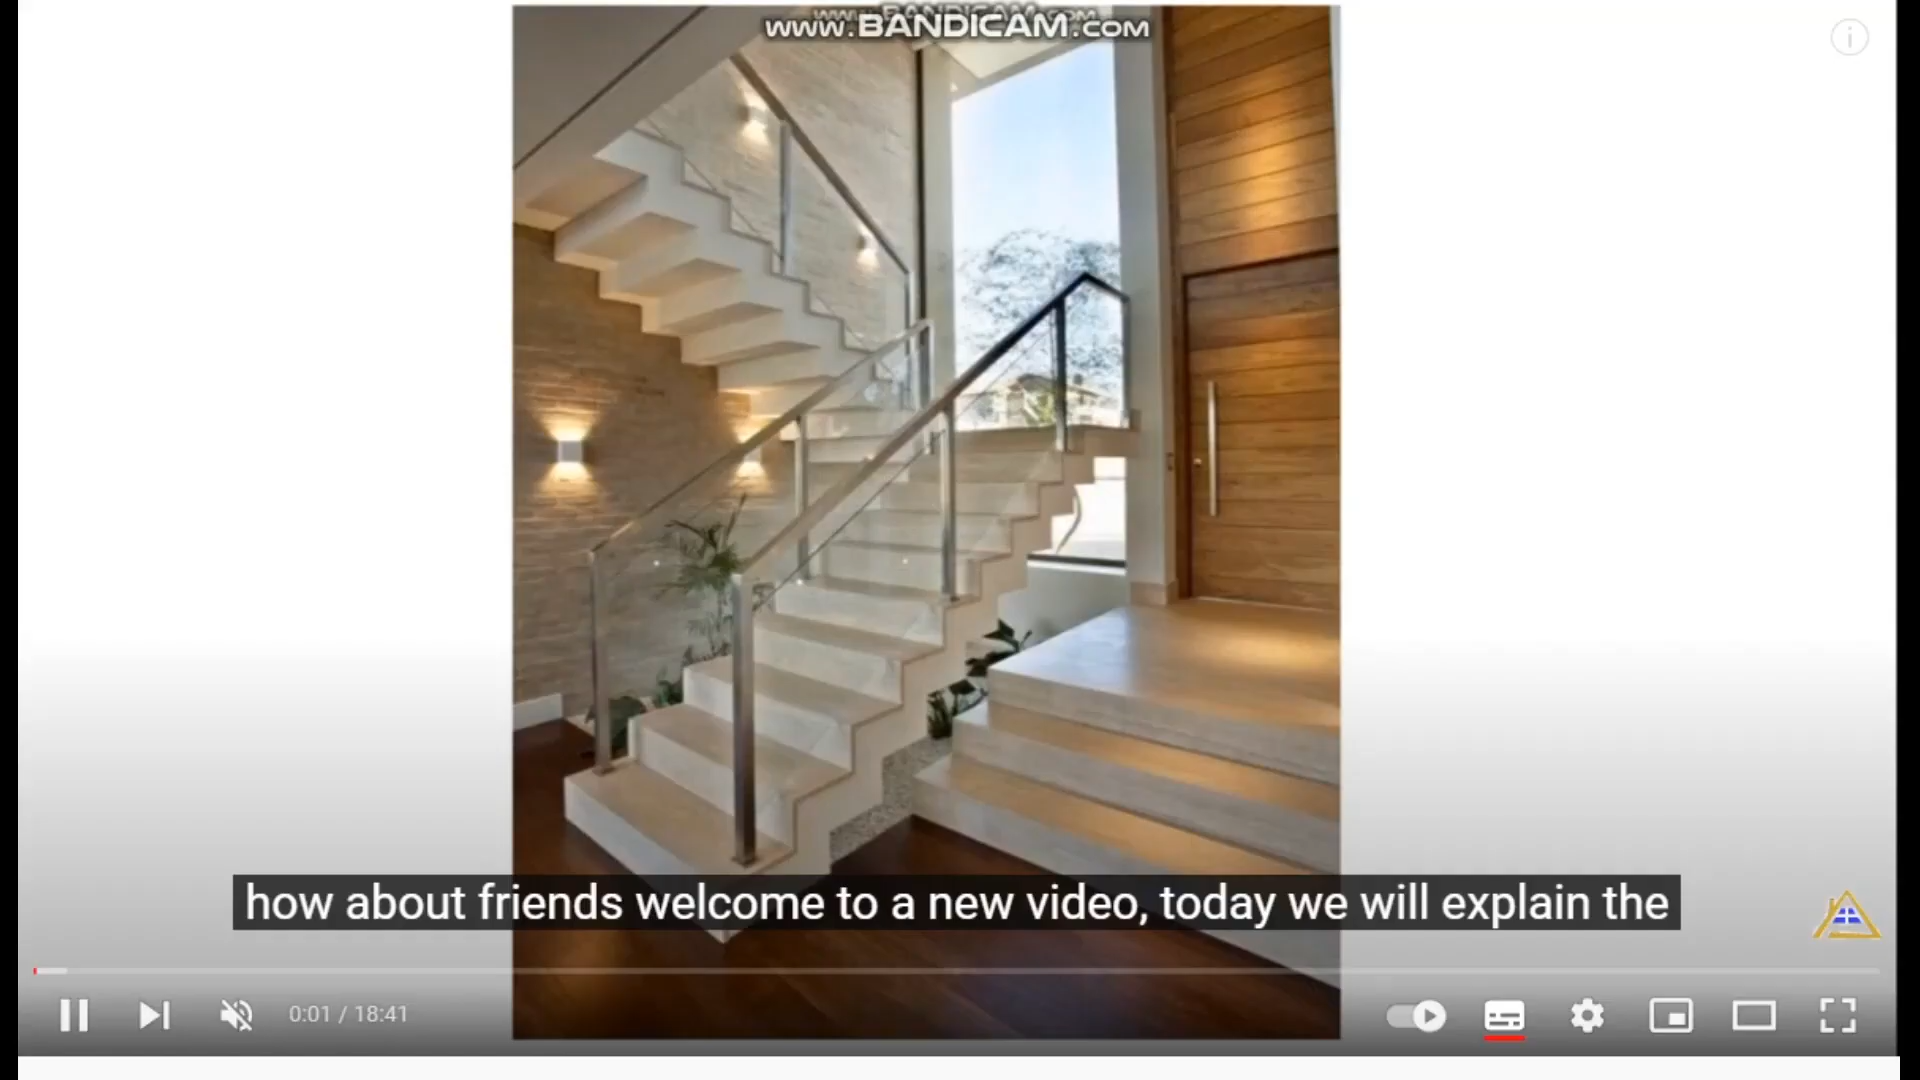 www.BANDICAM.com
how about friends welcome to a new video, today we will explain the
0:01 / 18:41